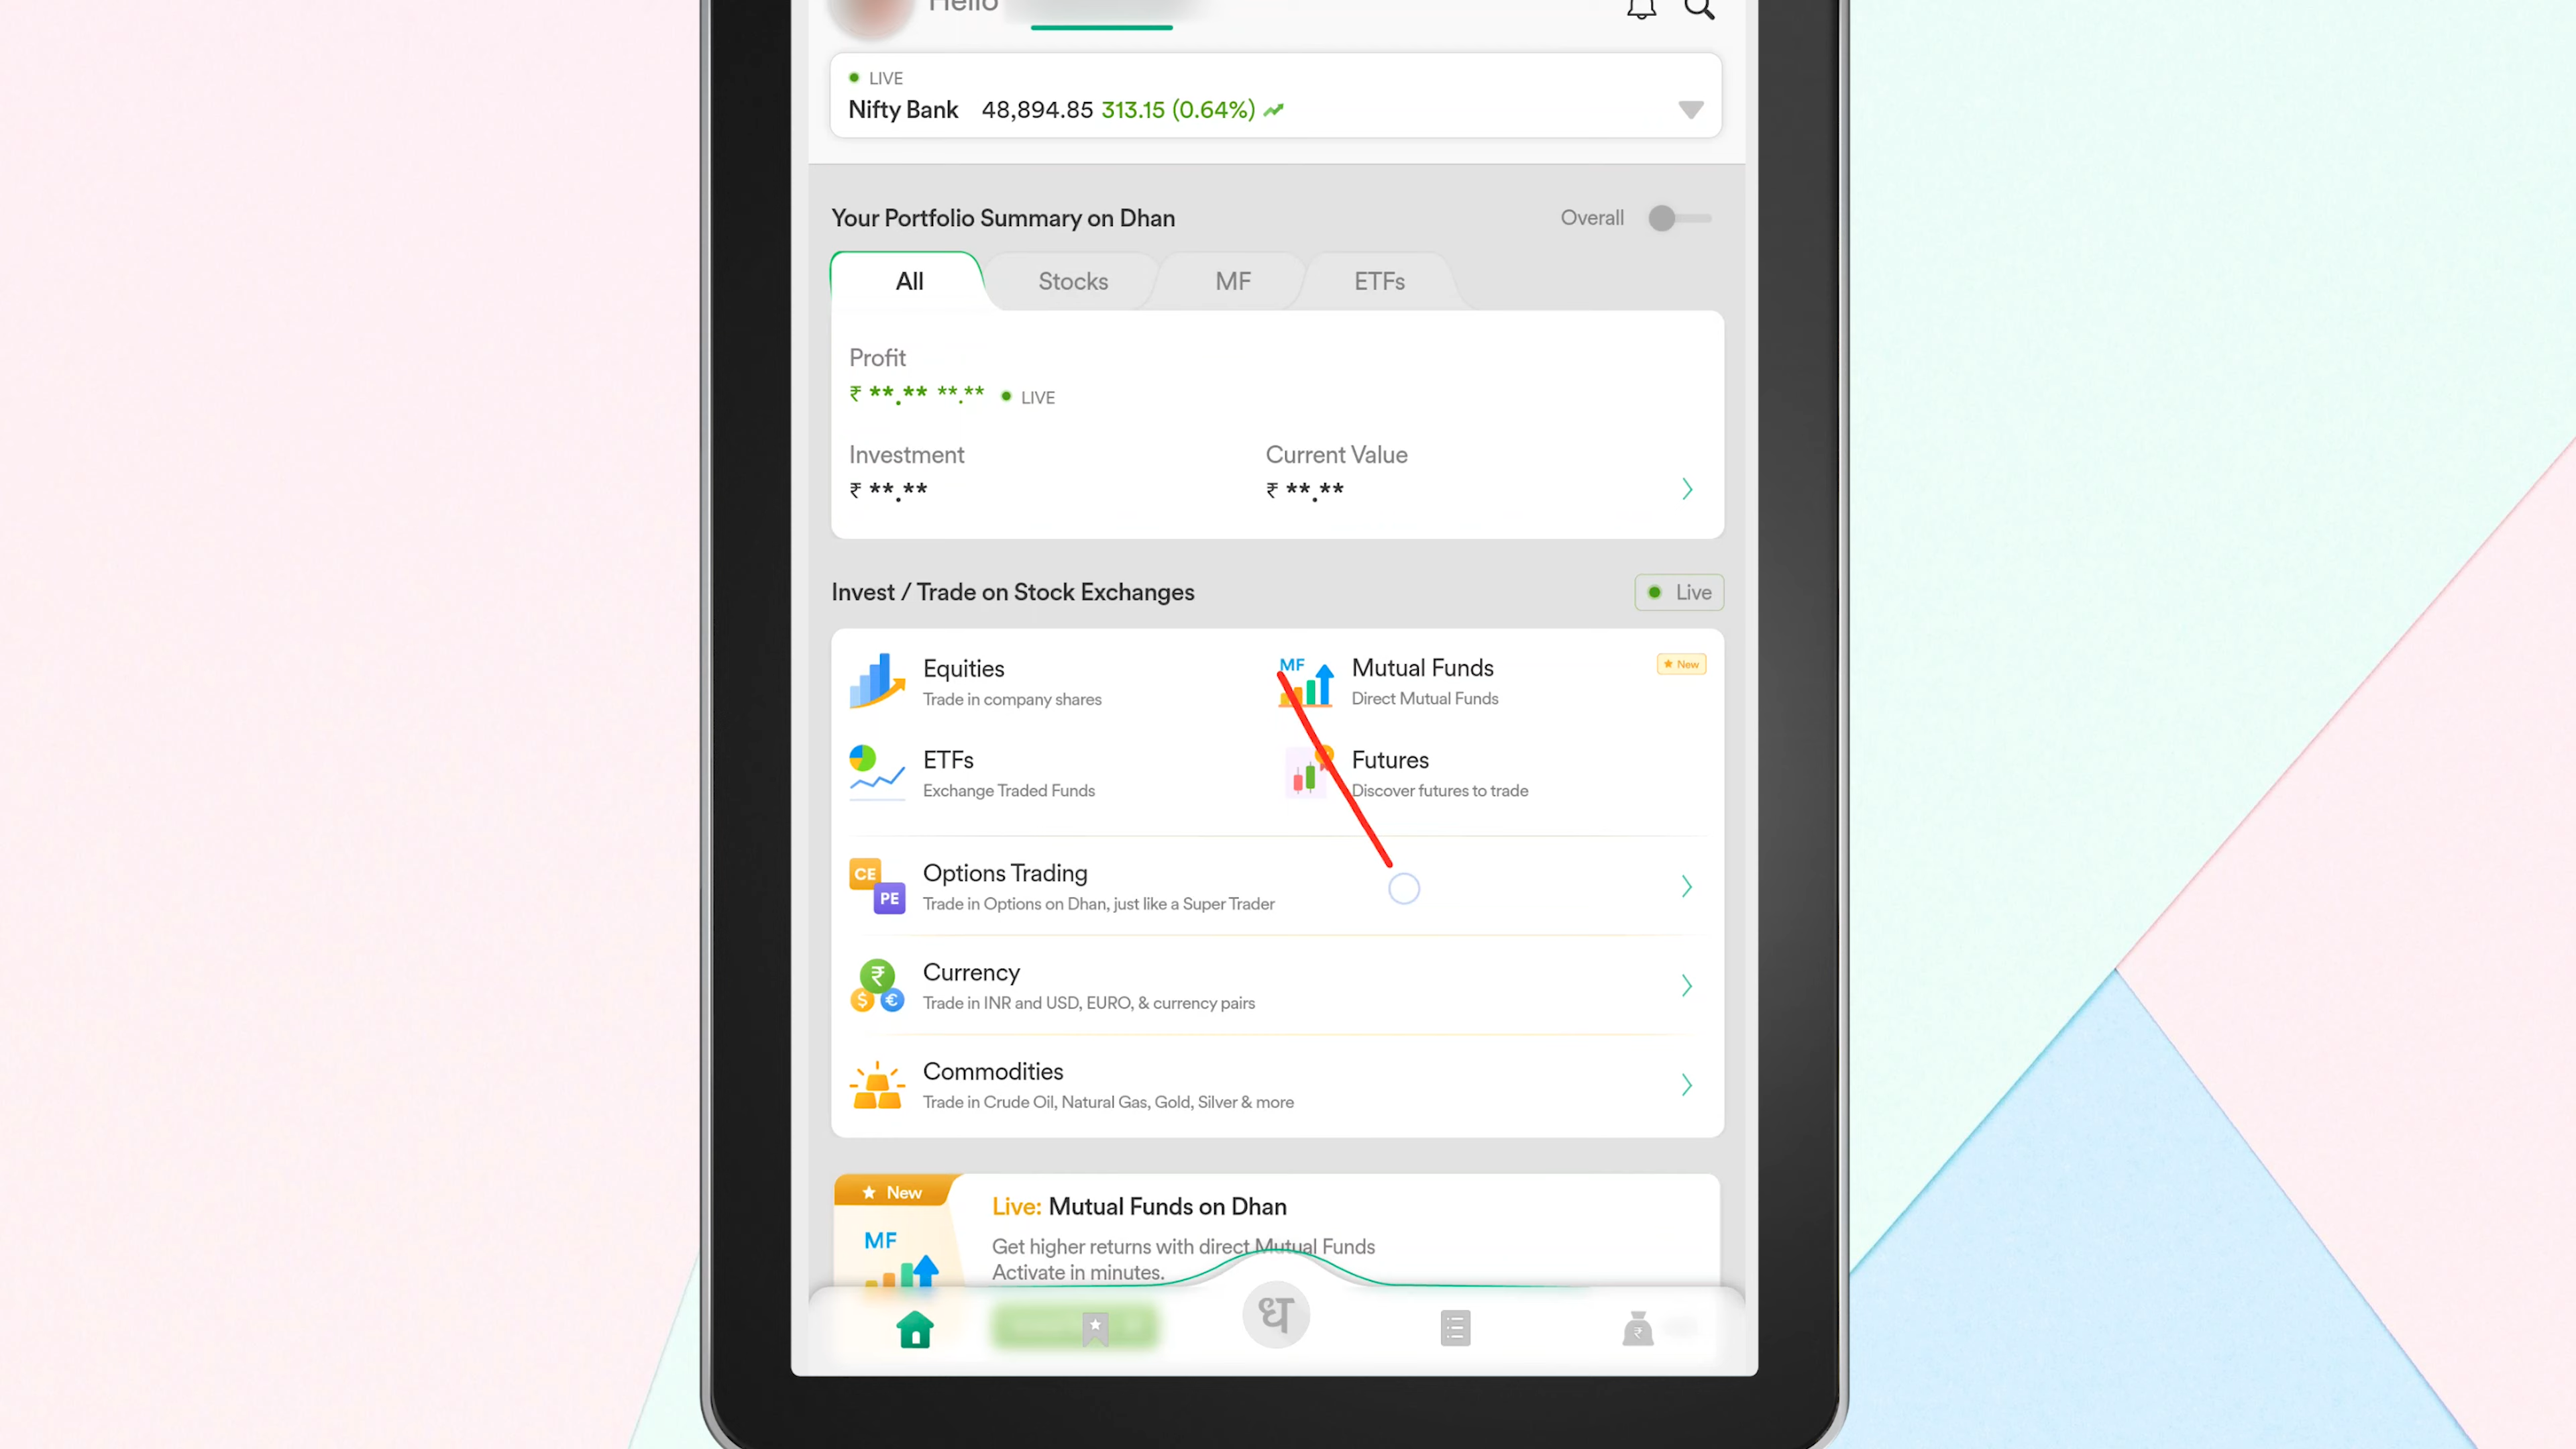 Hello
LIVE
Nifty Bank 48,894.85 313.15 (0.64%)
Your Portfolio Summary on Dhan Overall
All Stocks MF ETFs
Profit
₹ **.** **.** LIVE
Investment Current Value
₹ **.** ₹ **.**
Invest / Trade on Stock Exchanges Live
Equities MF Mutual Funds New
Trade in company shares Direct Mutual Funds
ETFs Futures
Exchange Traded Funds Discover futures to trade
CE PE Options Trading
Trade in Options on Dhan, just like a Super Trader
₹ $ € Currency
Trade in INR and USD, EURO, & currency pairs
Commodities
Trade in Crude Oil, Natural Gas, Gold, Silver & more
New
Live: Mutual Funds on Dhan
MF
Get higher returns with direct Mutual Funds
Activate in minutes.
ध ₹